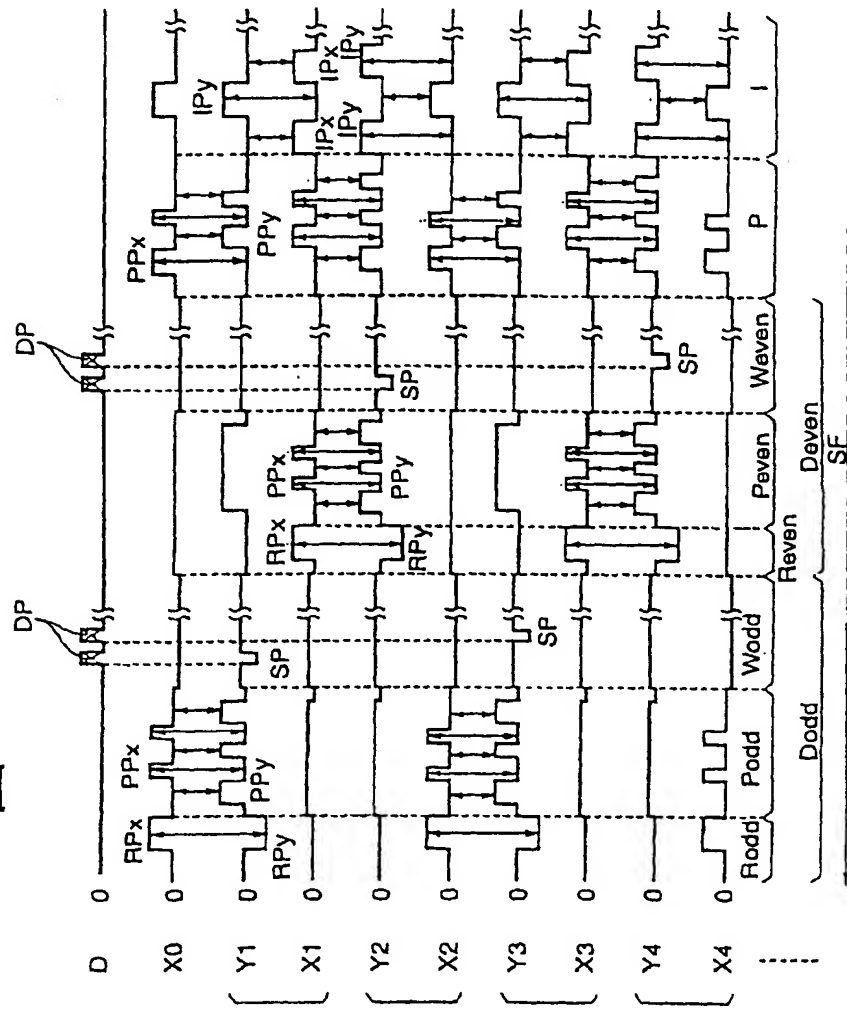 DP DP
D 0
X0 0 RPx PPx PPx
Y1 0 RPy PPy SP IPy
X1 0 RPx PPx PPy IPx IPx
Y2 0 RPy PPy SP IPy IPy
X2 0
Y3 0 SP
X3 0
Y4 0 SP
X4 0
Rodd Podd Wodd Reven Peven Weven P I
Dodd Deven
SF